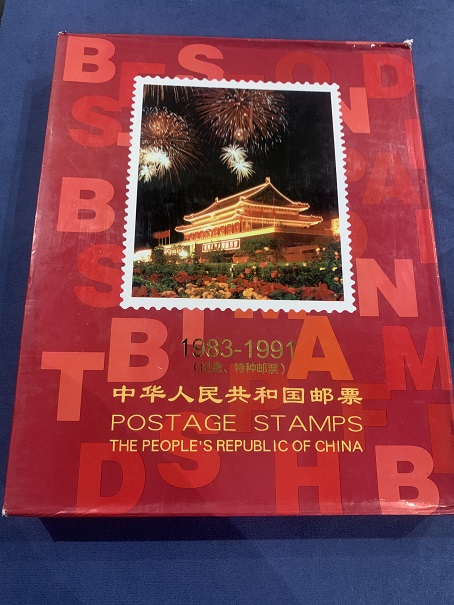 1983-1991
(纪念、特种邮票)
中华人民共和国邮票
POSTAGE STAMPS
THE PEOPLE'S REPUBLIC OF CHINA